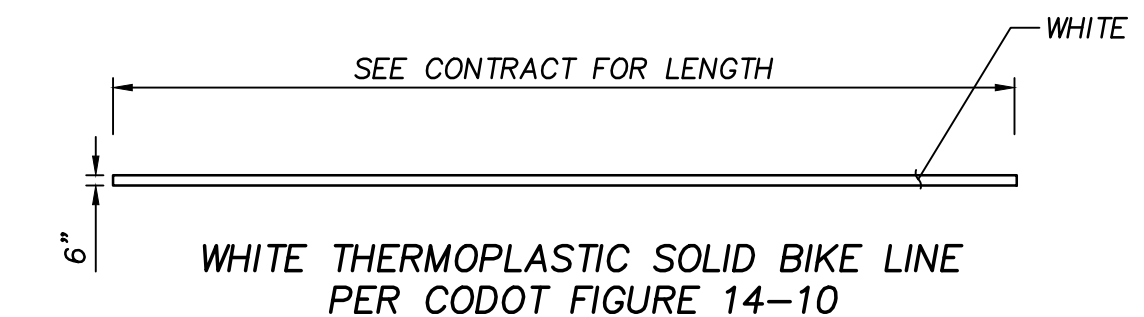 WHITE
SEE CONTRACT FOR LENGTH
6"
WHITE THERMOPLASTIC SOLID BIKE LINE
PER CODOT FIGURE 14-10